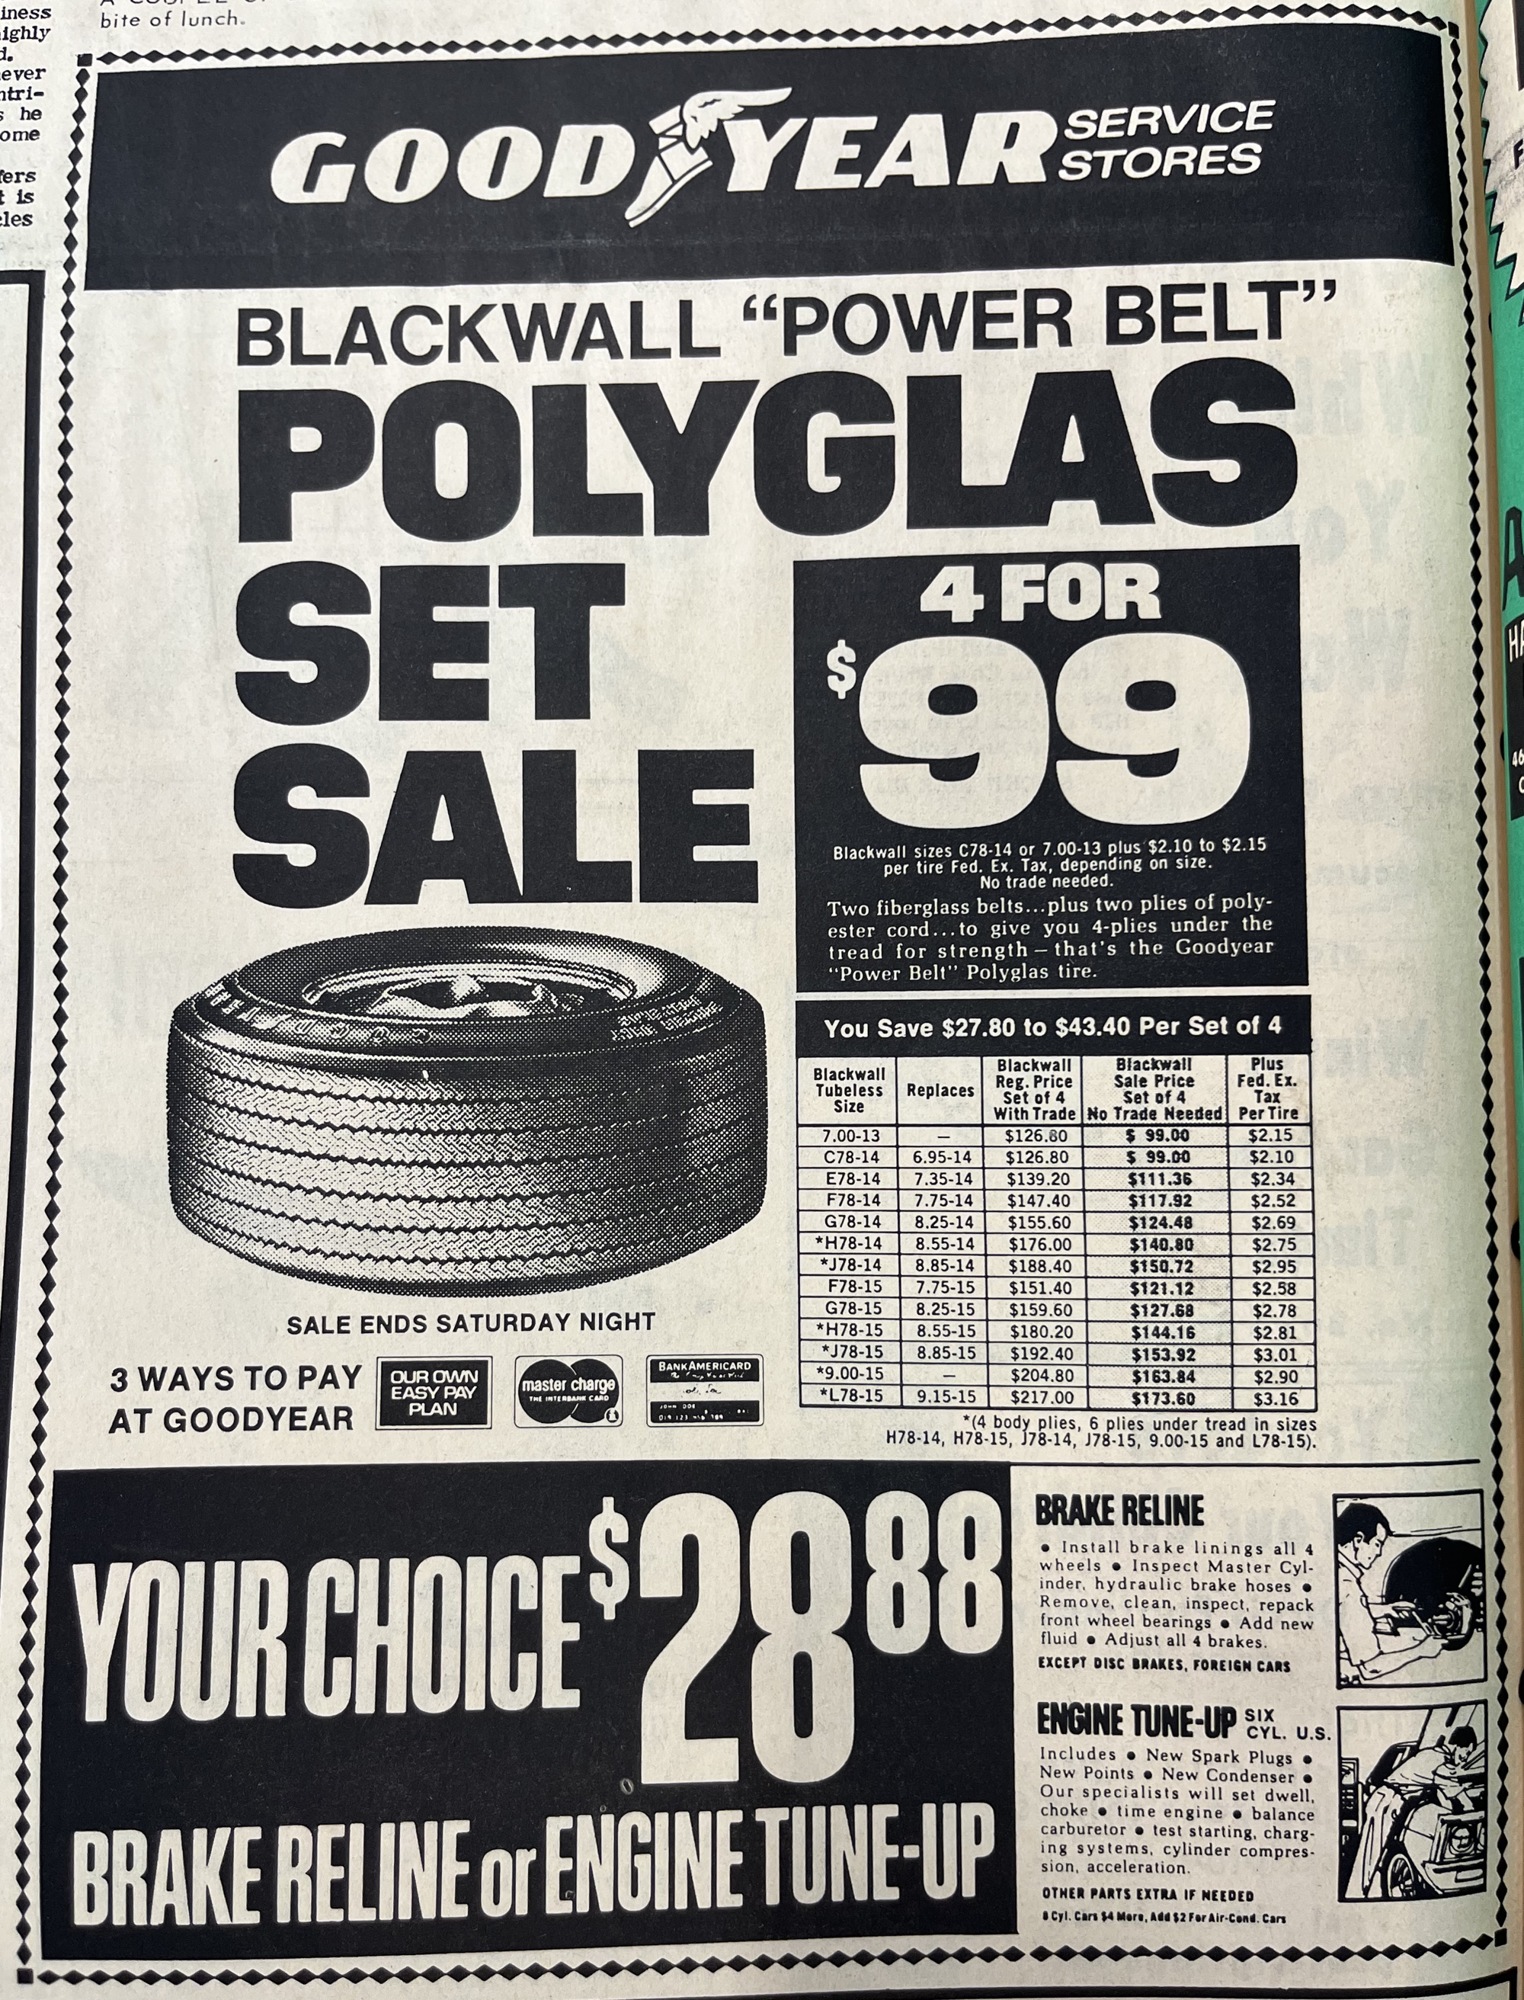 iness
highly
d.
ever
ntri-
s he
ome
fers
t is
cles
bite of lunch.
GOODYEAR SERVICE
STORES
BLACKWALL “POWER BELT”
POLYGLAS
SET
SALE
4 FOR
$99
Blackwall sizes C78-14 or 7.00-13 plus $2.10 to $2.15
per tire Fed. Ex. Tax, depending on size.
No trade needed.
Two fiberglass belts...plus two plies of poly-
ester cord...to give you 4-plies under the
tread for strength — that's the Goodyear
“Power Belt” Polyglas tire.
You Save $27.80 to $43.40 Per Set of 4
Blackwall Tubeless Size | Replaces | Blackwall Reg. Price Set of 4 With Trade | Blackwall Sale Price Set of 4 No Trade Needed | Plus Fed. Ex. Tax Per Tire
7.00-13 | — | $126.80 | $ 99.00 | $2.15
C78-14 | 6.95-14 | $126.80 | $ 99.00 | $2.10
E78-14 | 7.35-14 | $139.20 | $111.36 | $2.34
F78-14 | 7.75-14 | $147.40 | $117.92 | $2.52
G78-14 | 8.25-14 | $155.60 | $124.48 | $2.69
*H78-14 | 8.55-14 | $176.00 | $140.80 | $2.75
*J78-14 | 8.85-14 | $188.40 | $150.72 | $2.95
F78-15 | 7.75-15 | $151.40 | $121.12 | $2.58
G78-15 | 8.25-15 | $159.60 | $127.68 | $2.78
*H78-15 | 8.55-15 | $180.20 | $144.16 | $2.81
*J78-15 | 8.85-15 | $192.40 | $153.92 | $3.01
*9.00-15 | — | $204.80 | $163.84 | $2.90
*L78-15 | 9.15-15 | $217.00 | $173.60 | $3.16
*(4 body plies, 6 plies under tread in sizes
H78-14, H78-15, J78-14, J78-15, 9.00-15 and L78-15).
GOODYEAR
SALE ENDS SATURDAY NIGHT
3 WAYS TO PAY
AT GOODYEAR
OUR OWN
EASY PAY
PLAN
master charge
THE INTERBANK CARD
BANKAMERICARD
JOHN DOE
YOUR CHOICE $28 88
BRAKE RELINE or ENGINE TUNE-UP
BRAKE RELINE
• Install brake linings all 4
wheels • Inspect Master Cyl-
inder, hydraulic brake hoses •
Remove, clean, inspect, repack
front wheel bearings • Add new
fluid • Adjust all 4 brakes.
EXCEPT DISC BRAKES, FOREIGN CARS
ENGINE TUNE-UP SIX
CYL. U.S.
Includes • New Spark Plugs •
New Points • New Condenser •
Our specialists will set dwell,
choke • time engine • balance
carburetor • test starting, charg-
ing systems, cylinder compres-
sion, acceleration.
OTHER PARTS EXTRA IF NEEDED
8 Cyl. Cars $4 More, Add $2 For Air-Cond. Cars